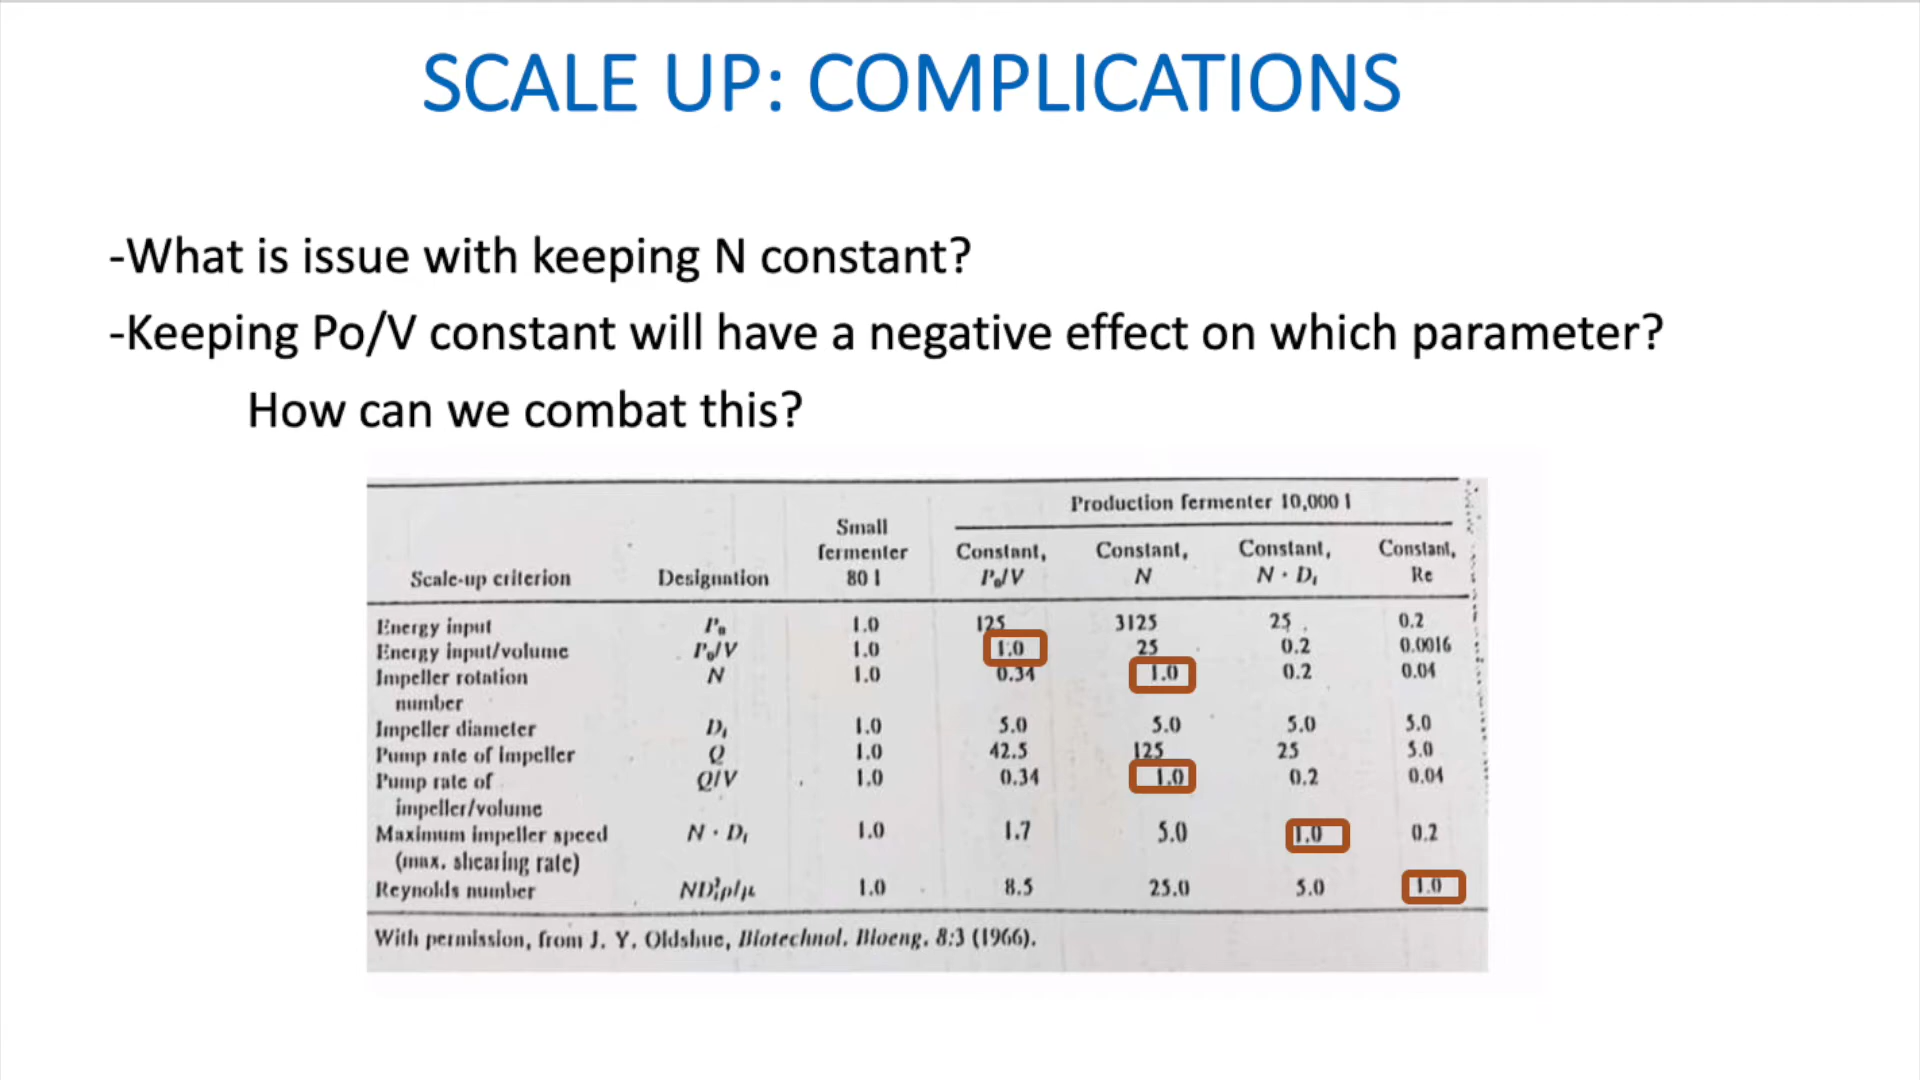 SCALE UP: COMPLICATIONS
-What is issue with keeping N constant?
-Keeping Po/V constant will have a negative effect on which parameter?
How can we combat this?
Production fermenter 10,000 l
Small
fermenter Constant, Constant, Constant, Constant,
Scale-up criterion Designation 80 l P₀/V N N · Dᵢ Re
Energy input P₀ 1.0 125 3125 25 0.2
Energy input/volume P₀/V 1.0 1.0 25 0.2 0.0016
Impeller rotation N 1.0 0.34 1.0 0.2 0.04
number
Impeller diameter Dᵢ 1.0 5.0 5.0 5.0 5.0
Pump rate of impeller Q 1.0 42.5 125 25 5.0
Pump rate of Q/V 1.0 0.34 1.0 0.2 0.04
impeller/volume
Maximum impeller speed N · Dᵢ 1.0 1.7 5.0 1.0 0.2
(max. shearing rate)
Reynolds number NDᵢ²ρ/μ 1.0 8.5 25.0 5.0 1.0
With permission, from J. Y. Oldshue, Biotechnol. Bioeng. 8:3 (1966).